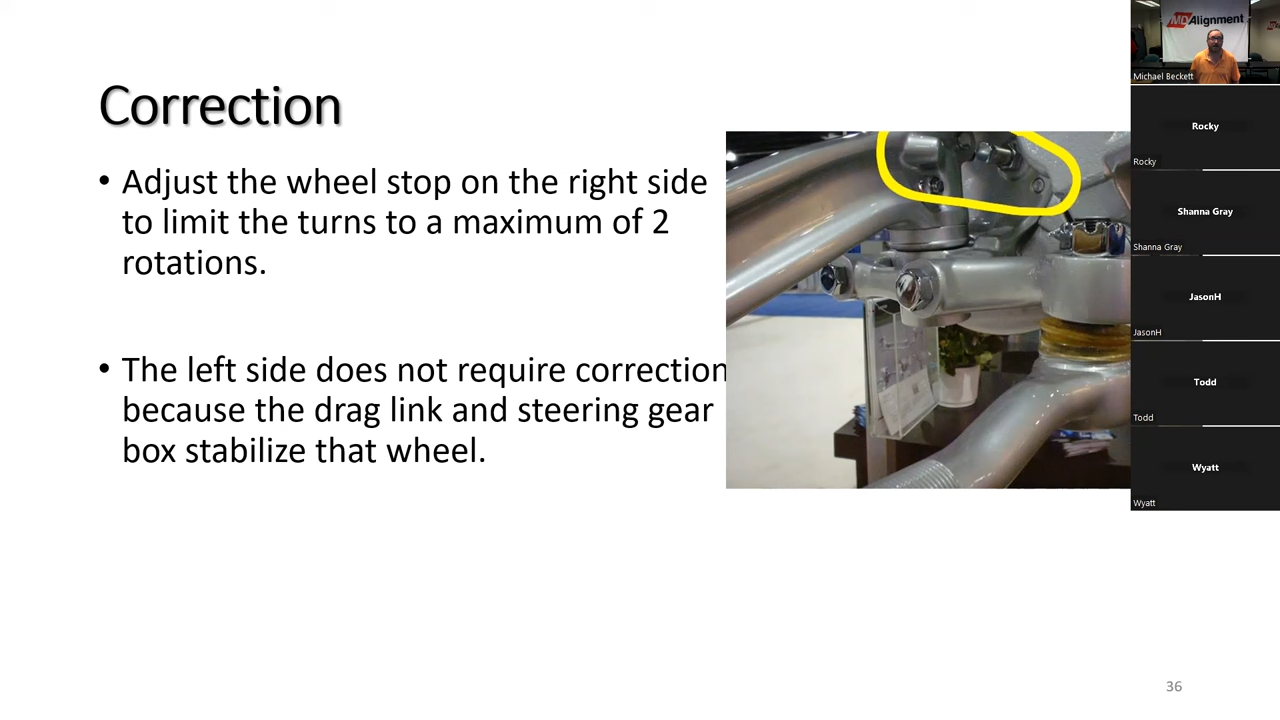 Correction
• Adjust the wheel stop on the right side
to limit the turns to a maximum of 2
rotations.
• The left side does not require correction
because the drag link and steering gear
box stabilize that wheel.
36
MD Alignment
Michael Beckett
Rocky
Rocky
Shanna Gray
Shanna Gray
JasonH
JasonH
Todd
Todd
Wyatt
Wyatt